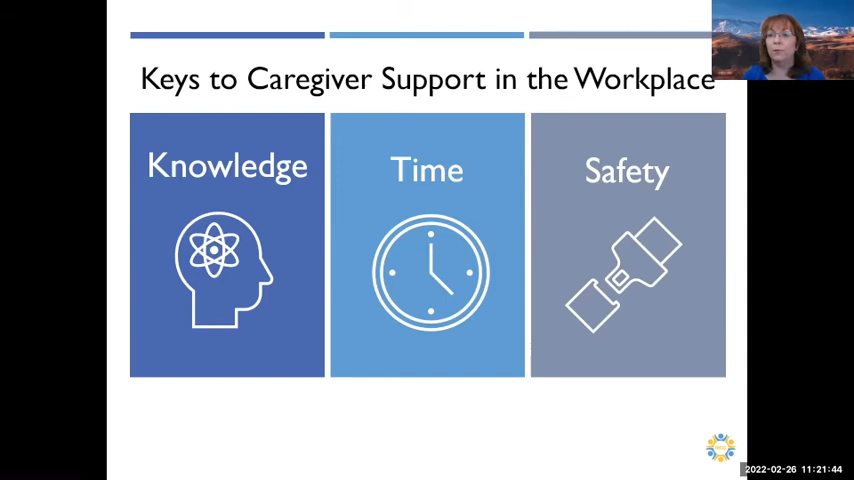 Keys to Caregiver Support in the Workplace
Knowledge
Time
Safety
2022-02-26 11:21:44